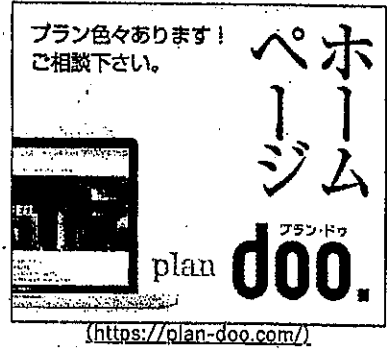 プラン色々あります！
ご相談下さい。
ホーム
ページ
プラン・ドゥ
plan doo.
(https://plan-doo.com/)